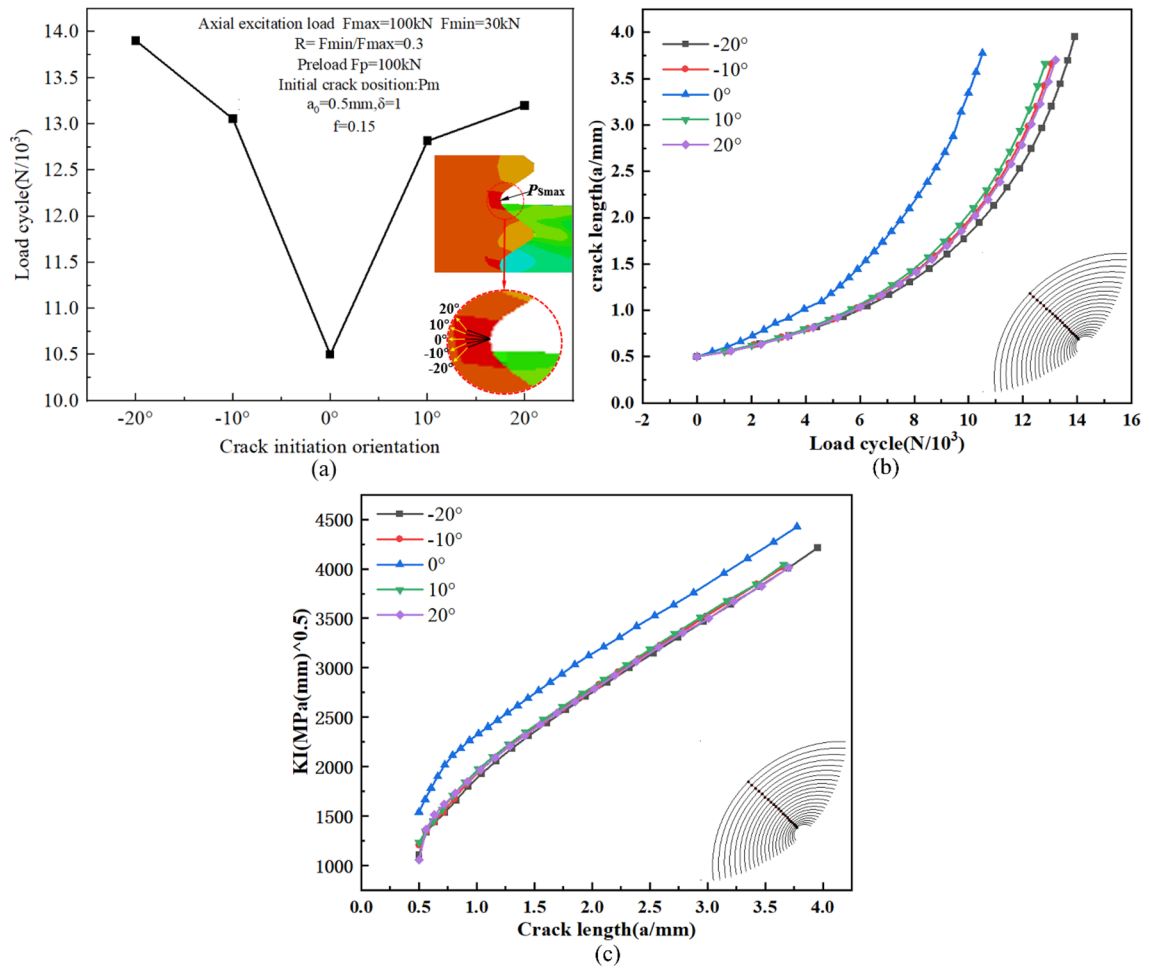 Axial excitation load Fmax=100kN Fmin=30kN
R= Fmin/Fmax=0.3
Preload Fp=100kN
Initial crack position:Pm
a₀=0.5mm,δ=1
f=0.15
14.0
13.5
13.0
12.5
12.0
11.5
11.0
10.5
10.0
Load cycle(N/10³)
PSmax
20°
10°
0°
-10°
-20°
-20° -10° 0° 10° 20°
Crack initiation orientation
(a)
-20°
-10°
0°
10°
20°
4.0
3.5
3.0
2.5
2.0
1.5
1.0
0.5
0.0
crack length(a/mm)
-2 0 2 4 6 8 10 12 14 16
Load cycle(N/10³)
(b)
-20°
-10°
0°
10°
20°
4500
4000
3500
3000
2500
2000
1500
1000
KI(MPa(mm)^0.5)
0.0 0.5 1.0 1.5 2.0 2.5 3.0 3.5 4.0
Crack length(a/mm)
(c)